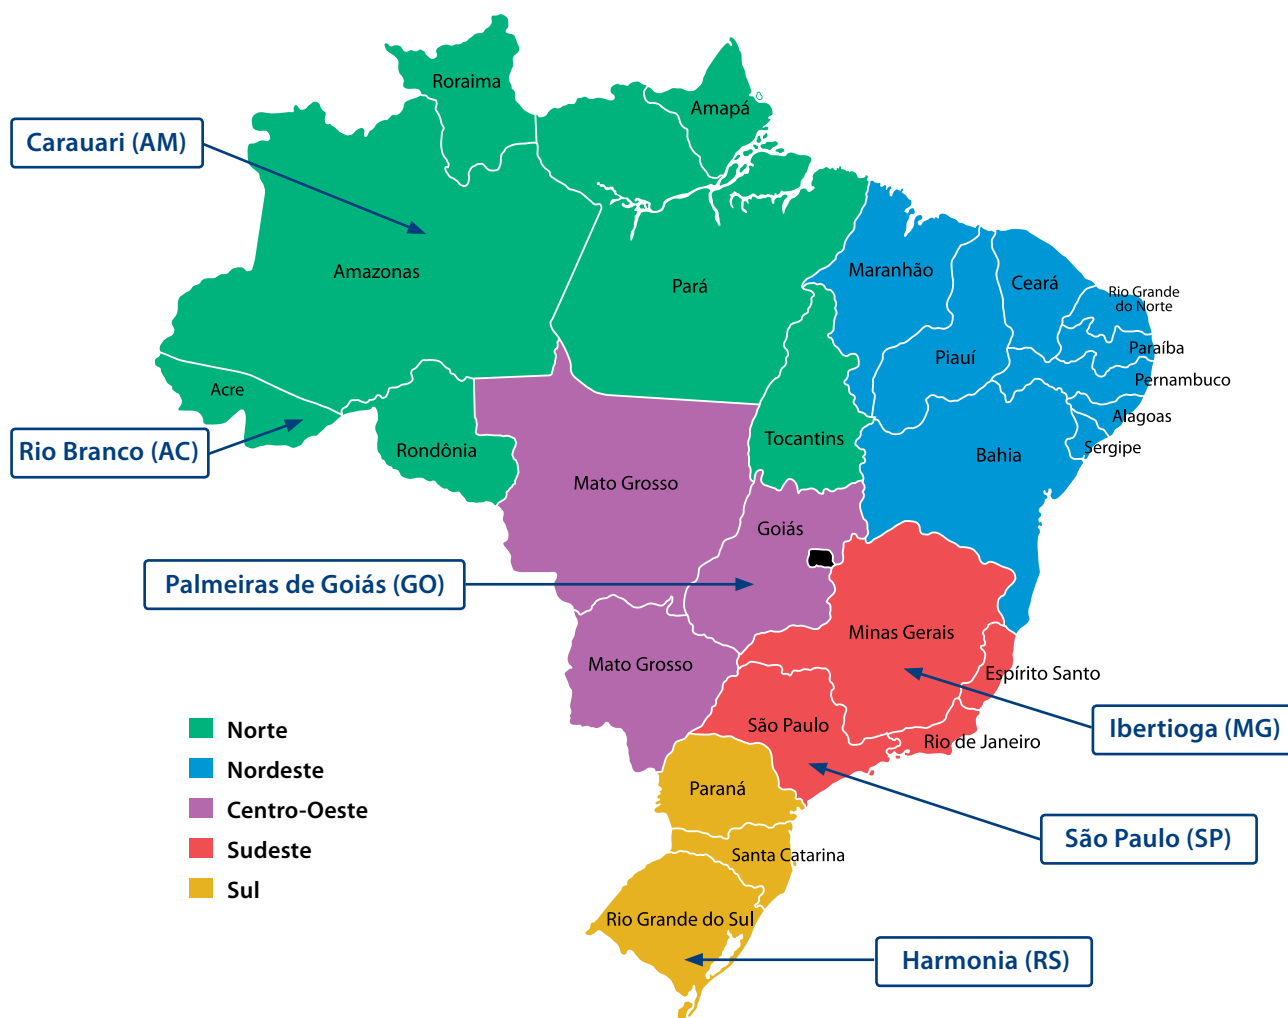 Roraima
Amapá
Carauari (AM)
Amazonas
Pará
Maranhão
Ceará
Rio Grande
do Norte
Piauí
Paraíba
Pernambuco
Acre
Alagoas
Rio Branco (AC)
Rondônia
Tocantins
Bahia
Sergipe
Mato Grosso
Goiás
Palmeiras de Goiás (GO)
Minas Gerais
Mato Grosso
Espírito Santo
São Paulo
Rio de Janeiro
Ibertioga (MG)
Norte
Nordeste
Centro-Oeste
Sudeste
Sul
Paraná
São Paulo (SP)
Santa Catarina
Rio Grande do Sul
Harmonia (RS)